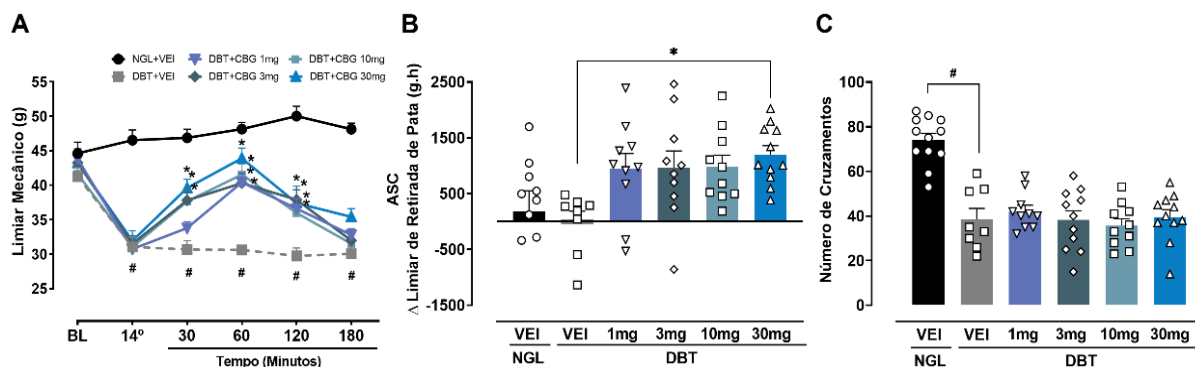 A
NGL+VEI
DBT+VEI
DBT+CBG 1mg
DBT+CBG 3mg
DBT+CBG 10mg
DBT+CBG 30mg
Limiar Mecânico (g)
55
50
45
40
35
30
25
* * *
* * * *
* * * *
# # # # #
BL 14º 30 60 120 180
Tempo (Minutos)
B
*
ASC
Δ Limiar de Retirada de Pata (g.h)
2500
1500
500
-500
-1500
VEI VEI 1mg 3mg 10mg 30mg
NGL DBT
C
#
Número de Cruzamentos
100
80
60
40
20
0
VEI VEI 1mg 3mg 10mg 30mg
NGL DBT